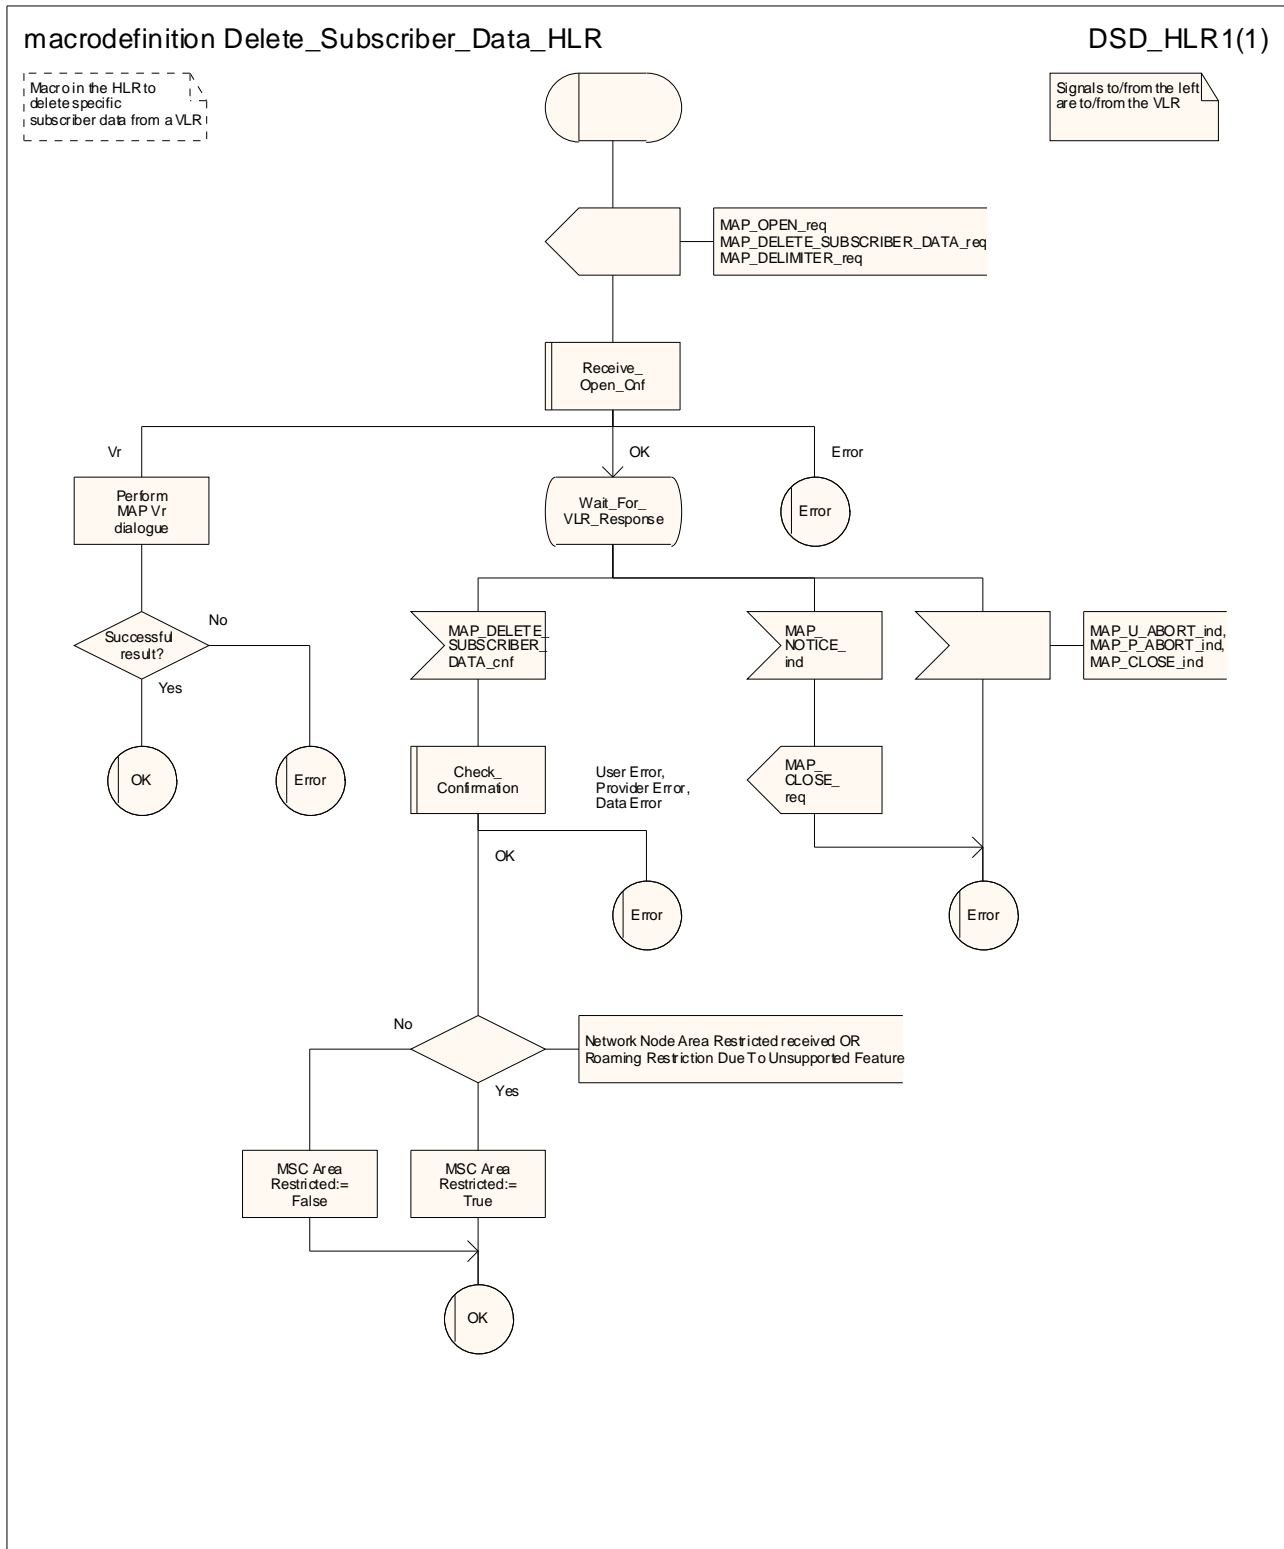 macrodefinition Delete_Subscriber_Data_HLR
DSD_HLR1(1)
Macro in the HLR to
delete specific
subscriber data from a VLR
Signals to/from the left
are to/from the VLR
MAP_OPEN_req
MAP_DELETE_SUBSCRIBER_DATA_req
MAP_DELIMITER_req
Receive_
Open_Cnf
Vr
OK
Error
Perform
MAP Vr
dialogue
Wait_For_
VLR_Response
Error
Successful
result?
No
Yes
MAP_DELETE_
SUBSCRIBER_
DATA_cnf
MAP_
NOTICE_
ind
MAP_U_ABORT_ind,
MAP_P_ABORT_ind,
MAP_CLOSE_ind
OK
Error
Check_
Confirmation
User Error,
Provider Error,
Data Error
MAP_
CLOSE_
req
OK
Error
Error
No
Network Node Area Restricted received OR
Roaming Restriction Due To Unsupported Feature
Yes
MSC Area
Restricted:=
False
MSC Area
Restricted:=
True
OK